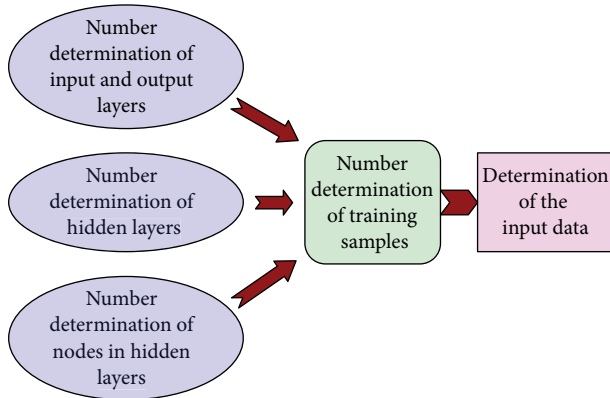 Number
determination of
input and output
layers
Number
determination of
hidden layers
Number
determination of
nodes in hidden
layers
Number
determination
of training
samples
Determination
of the
input data